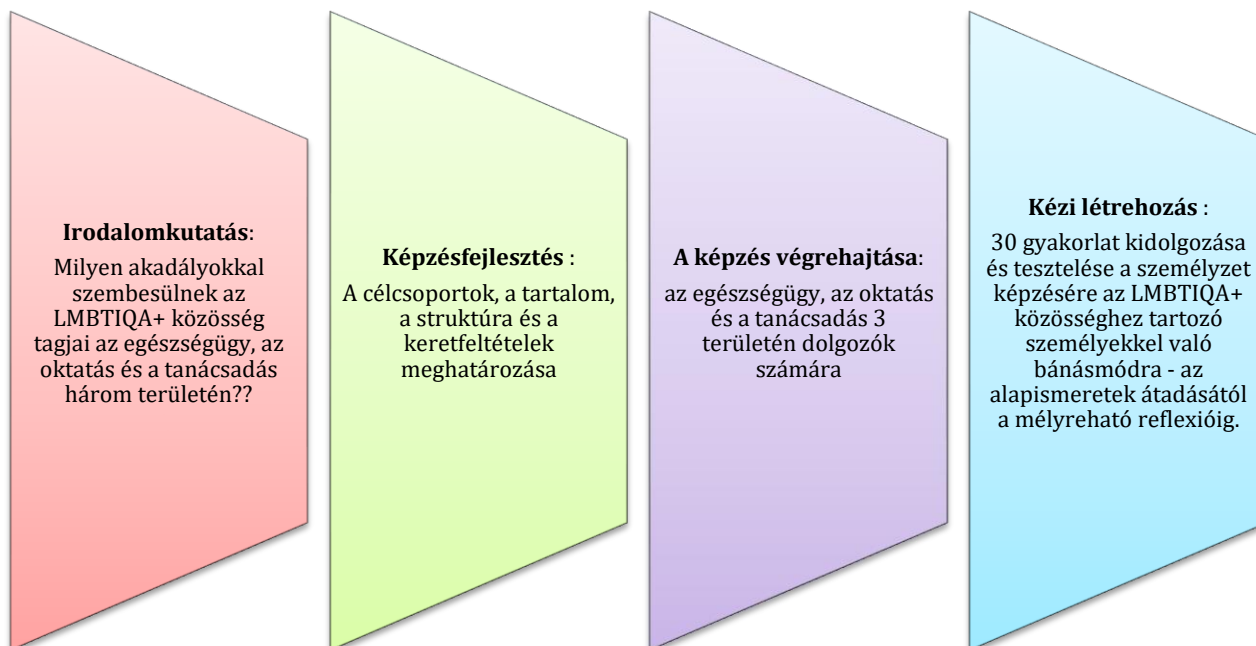 Irodalomkutatás:
Milyen akadályokkal
szembesülnek az
LMBTIQA+ közösség
tagjai az egészségügy, az
oktatás és a tanácsadás
három területén??
Képzésfejlesztés :
A célcsoportok, a tartalom,
a struktúra és a
keretfeltételek
meghatározása
A képzés végrehajtása:
az egészségügy, az oktatás
és a tanácsadás 3
területén dolgozók
számára
Kézi létrehozás :
30 gyakorlat kidolgozása
és tesztelése a személyzet
képzésére az LMBTIQA+
közösséghez tartozó
személyekkel való
bánásmódra - az
alapismeretek átadásától
a mélyreható reflexióig.